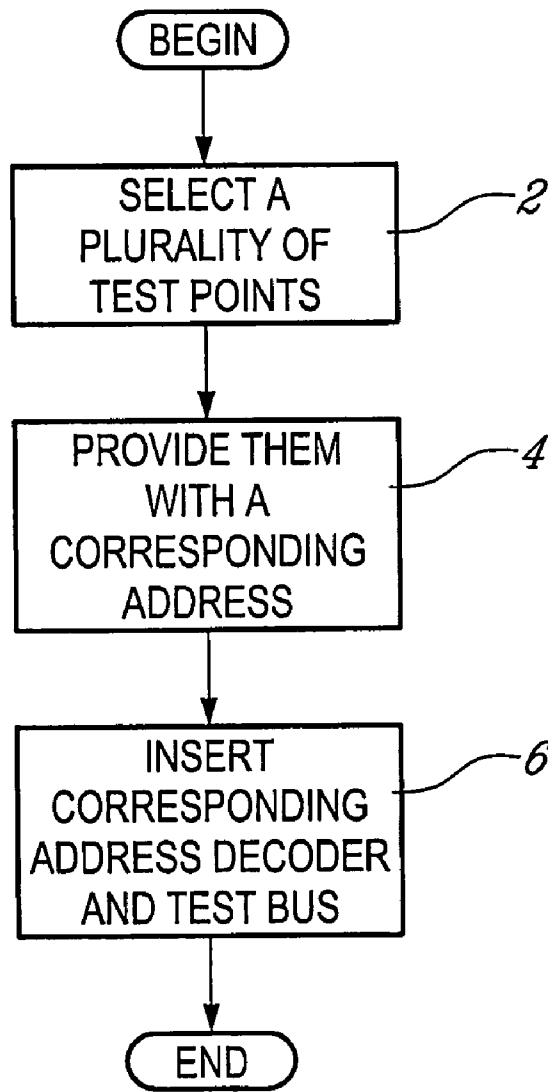 BEGIN
SELECT A
PLURALITY OF
TEST POINTS
2
PROVIDE THEM
WITH A
CORRESPONDING
ADDRESS
4
INSERT
CORRESPONDING
ADDRESS DECODER
AND TEST BUS
6
END